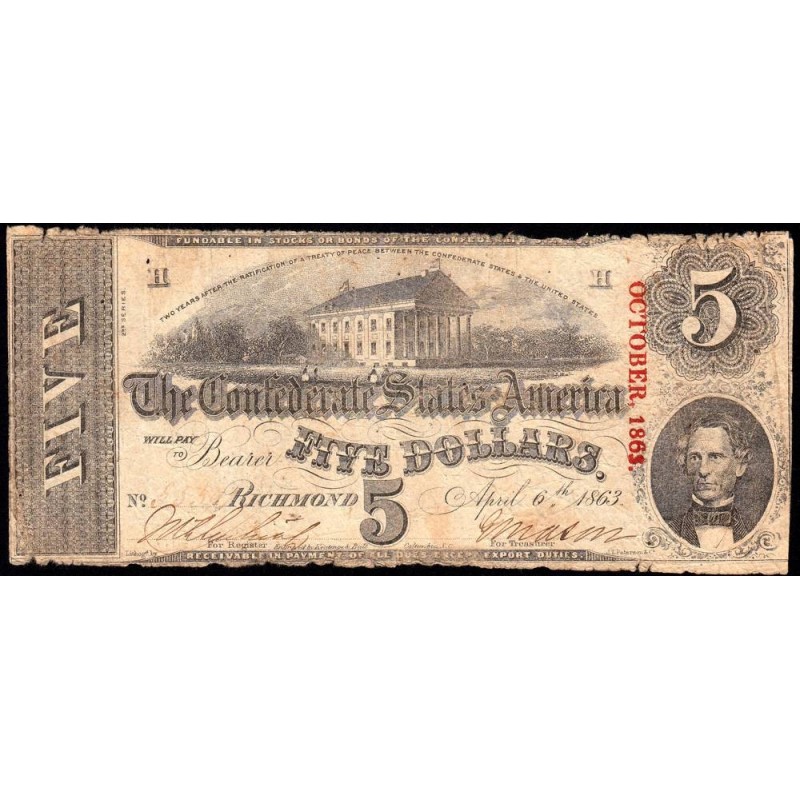 FUNDABLE IN STOCKS OR BONDS OF THE
TWO YEARS AFTER THE RATIFICATION OF A TREATY OF PEACE BETWEEN THE CONFEDERATE STATES & THE UNITED STATES
H
H
2ND SERIES.
FIVE
5
OCTOBER, 1863.
The Confederate States America
WILL PAY
TO Bearer
FIVE DOLLARS.
No.
RICHMOND
5
April 6th 1863
For Register
For Treasurer
RECEIVABLE IN PAYMENT OF ALL DUES EXCEPT EXPORT DUTIES.